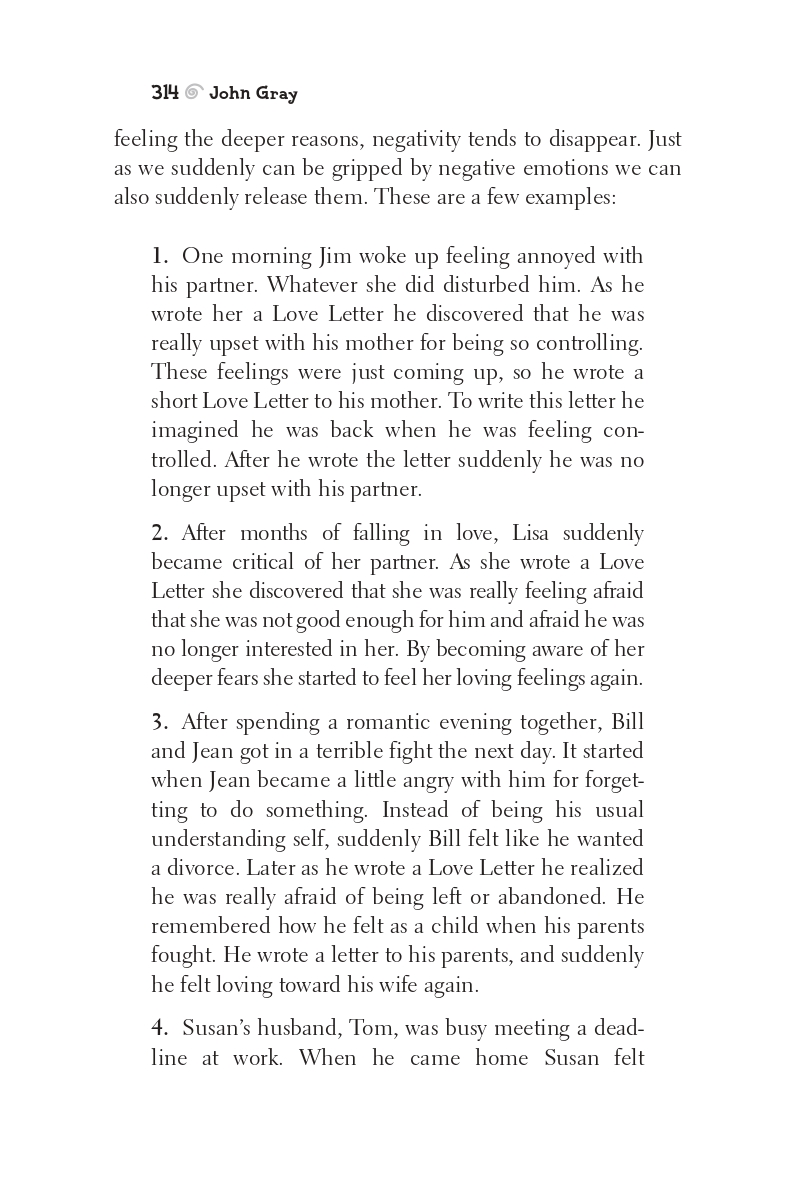 314 John Gray
feeling the deeper reasons, negativity tends to disappear. Just
as we suddenly can be gripped by negative emotions we can
also suddenly release them. These are a few examples:
1. One morning Jim woke up feeling annoyed with
his partner. Whatever she did disturbed him. As he
wrote her a Love Letter he discovered that he was
really upset with his mother for being so controlling.
These feelings were just coming up, so he wrote a
short Love Letter to his mother. To write this letter he
imagined he was back when he was feeling con-
trolled. After he wrote the letter suddenly he was no
longer upset with his partner.
2. After months of falling in love, Lisa suddenly
became critical of her partner. As she wrote a Love
Letter she discovered that she was really feeling afraid
that she was not good enough for him and afraid he was
no longer interested in her. By becoming aware of her
deeper fears she started to feel her loving feelings again.
3. After spending a romantic evening together, Bill
and Jean got in a terrible fight the next day. It started
when Jean became a little angry with him for forget-
ting to do something. Instead of being his usual
understanding self, suddenly Bill felt like he wanted
a divorce. Later as he wrote a Love Letter he realized
he was really afraid of being left or abandoned. He
remembered how he felt as a child when his parents
fought. He wrote a letter to his parents, and suddenly
he felt loving toward his wife again.
4. Susan’s husband, Tom, was busy meeting a dead-
line at work. When he came home Susan felt